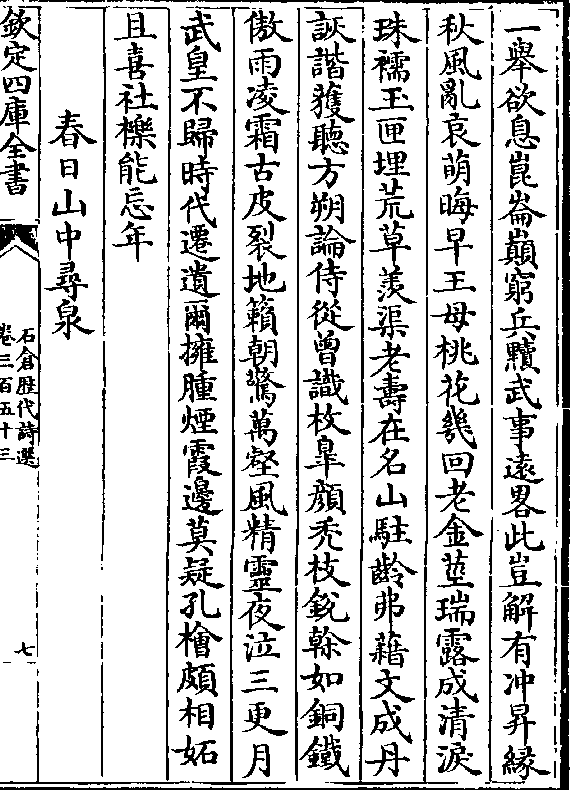 一舉欲息崑崙巔窮兵黷武事遠畧此豈解有冲昇緣
秋風亂哀萌晦早王母桃花幾回老金莖瑞露成清淚
珠襦玉匣埋荒草羨渠老壽在名山駐齡弗藉文成丹
詼諧獲聽方朔論侍從曾識枚臯顔禿枝銳榦如銅鐵
傲雨凌霜古皮裂地籟朝驚萬壑風精靈夜泣三更月
武皇不歸時代遷遺爾擁腫煙霞邊莫疑孔檜頗相妬
且喜社櫟能忘年
春日山中尋泉
欽定四庫全書
石倉歴代詩選
卷三百五十三
七